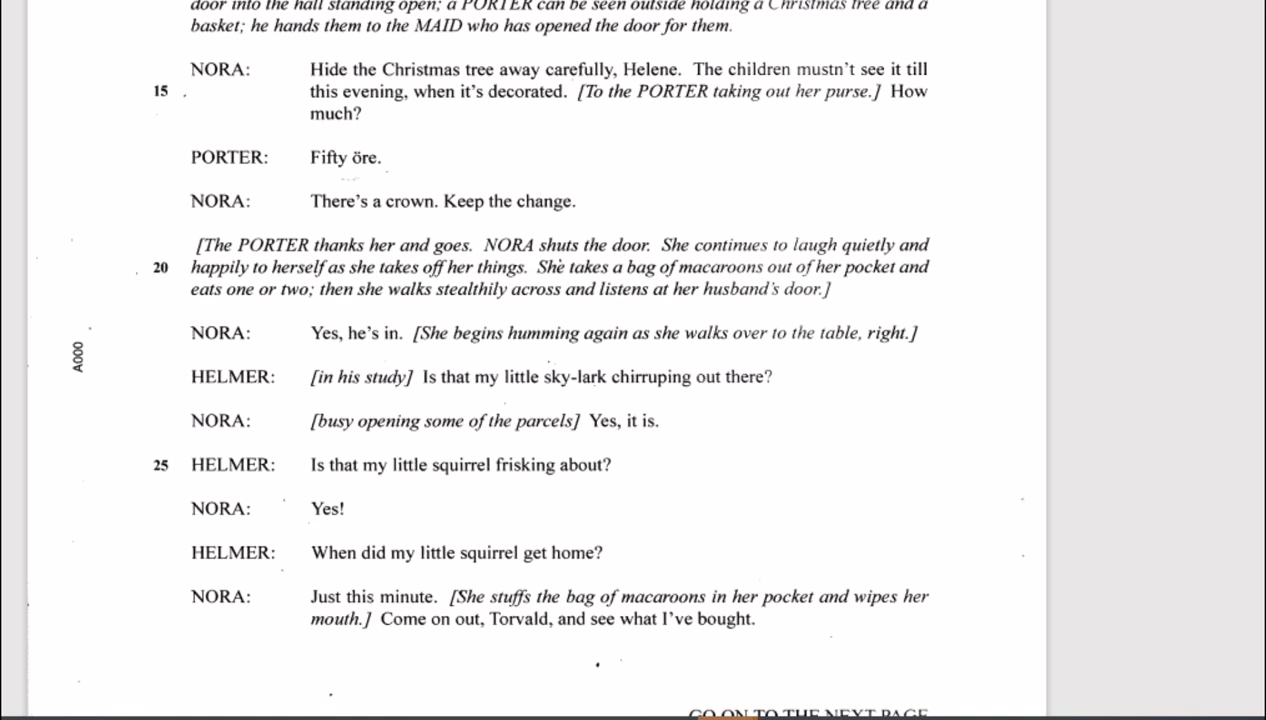 door into the hall standing open; a PORTER can be seen outside holding a Christmas tree and a
basket; he hands them to the MAID who has opened the door for them.
NORA: Hide the Christmas tree away carefully, Helene. The children mustn't see it till
15 this evening, when it's decorated. [To the PORTER taking out her purse.] How
much?
PORTER: Fifty öre.
NORA: There's a crown. Keep the change.
[The PORTER thanks her and goes. NORA shuts the door. She continues to laugh quietly and
20 happily to herself as she takes off her things. She takes a bag of macaroons out of her pocket and
eats one or two; then she walks stealthily across and listens at her husband's door.]
NORA: Yes, he's in. [She begins humming again as she walks over to the table, right.]
A000
HELMER: [in his study] Is that my little sky-lark chirruping out there?
NORA: [busy opening some of the parcels] Yes, it is.
25 HELMER: Is that my little squirrel frisking about?
NORA: Yes!
HELMER: When did my little squirrel get home?
NORA: Just this minute. [She stuffs the bag of macaroons in her pocket and wipes her
mouth.] Come on out, Torvald, and see what I've bought.
GO ON TO THE NEXT PAGE